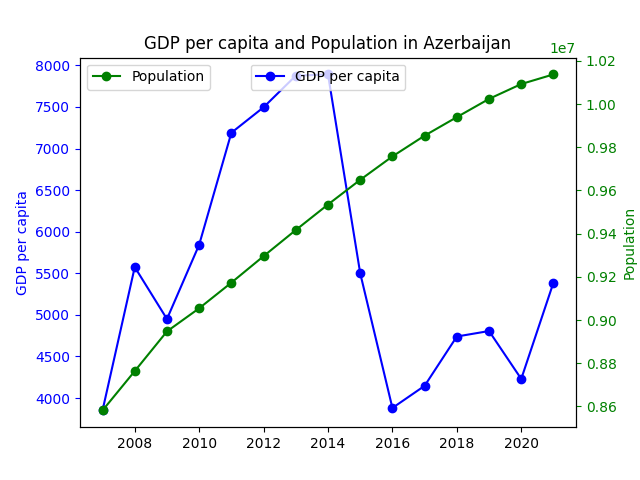 GDP per capita and Population in Azerbaijan
1e7
Population
GDP per capita
8000
7500
7000
6500
6000
5500
5000
4500
4000
GDP per capita
1.02
1.00
0.98
0.96
0.94
0.92
0.90
0.88
0.86
Population
2008 2010 2012 2014 2016 2018 2020